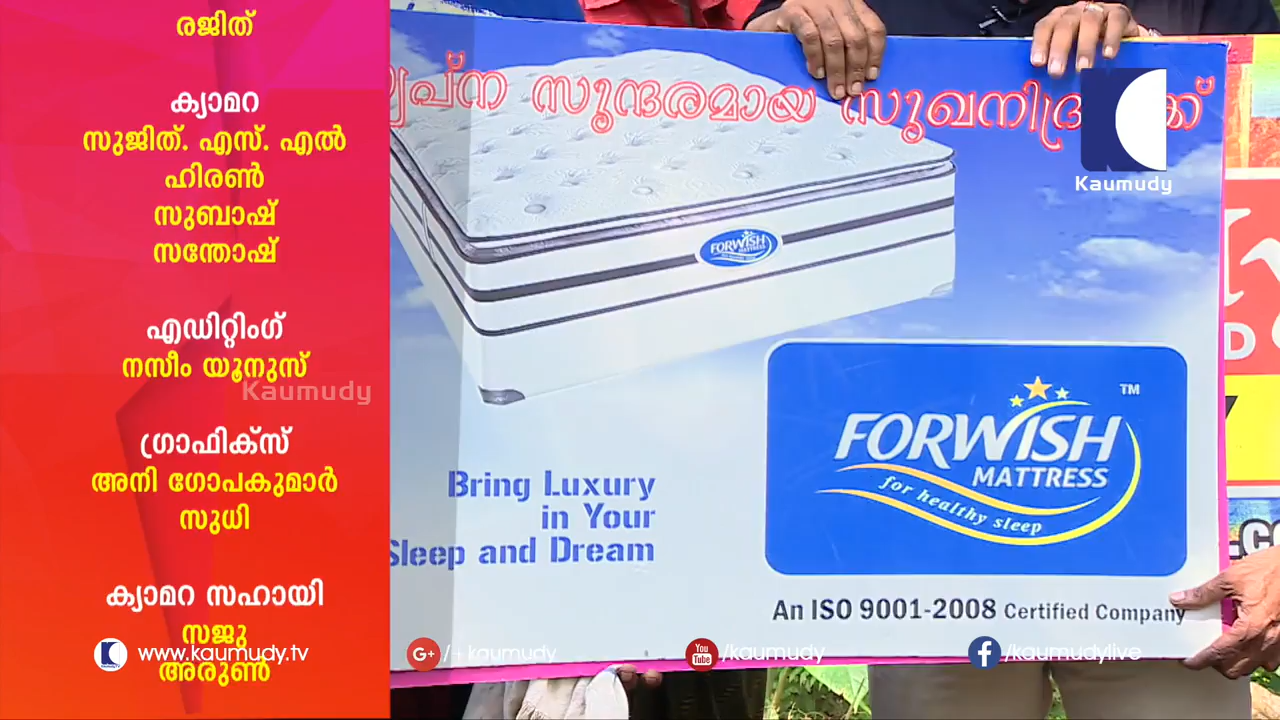 രജിത്
ക്യാമറ
സുജിത്. എസ്. എൽ
ഹിരൺ
സുബാഷ്
സന്തോഷ്
എഡിറ്റിംഗ്
നസീം യൂനുസ്
ഗ്രാഫിക്സ്
അനി ഗോപകുമാർ
സുധി
ക്യാമറ സഹായി
സജു
അരുൺ
Kaumudy
www.kaumudy.tv
/+kaumudy
/kaumudy
/kaumudylive
Kaumudy
സുന്ദരമായ
FORWISH
MATTRESS
Bring Luxury
in Your
Sleep and Dream
FORWISH
TM
MATTRESS
for healthy sleep
An ISO 9001-2008 Certified Company